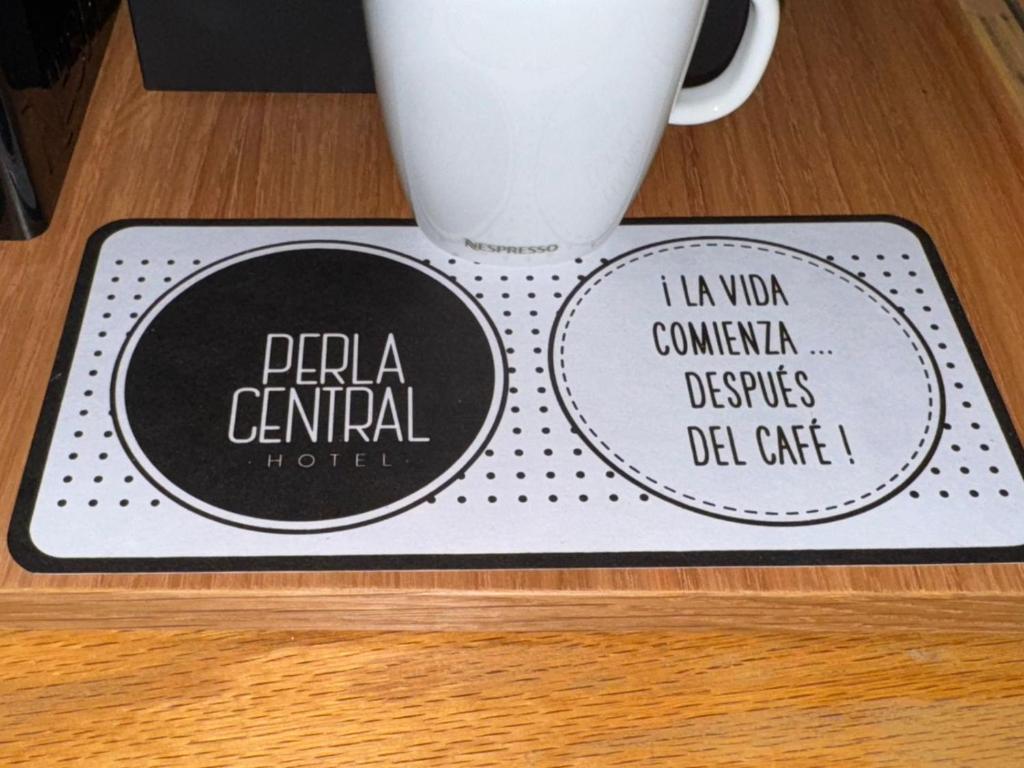 NESPRESSO
PERLA
CENTRAL
· HOTEL ·
¡ LA VIDA
COMIENZA ...
DESPUÉS
DEL CAFÉ !